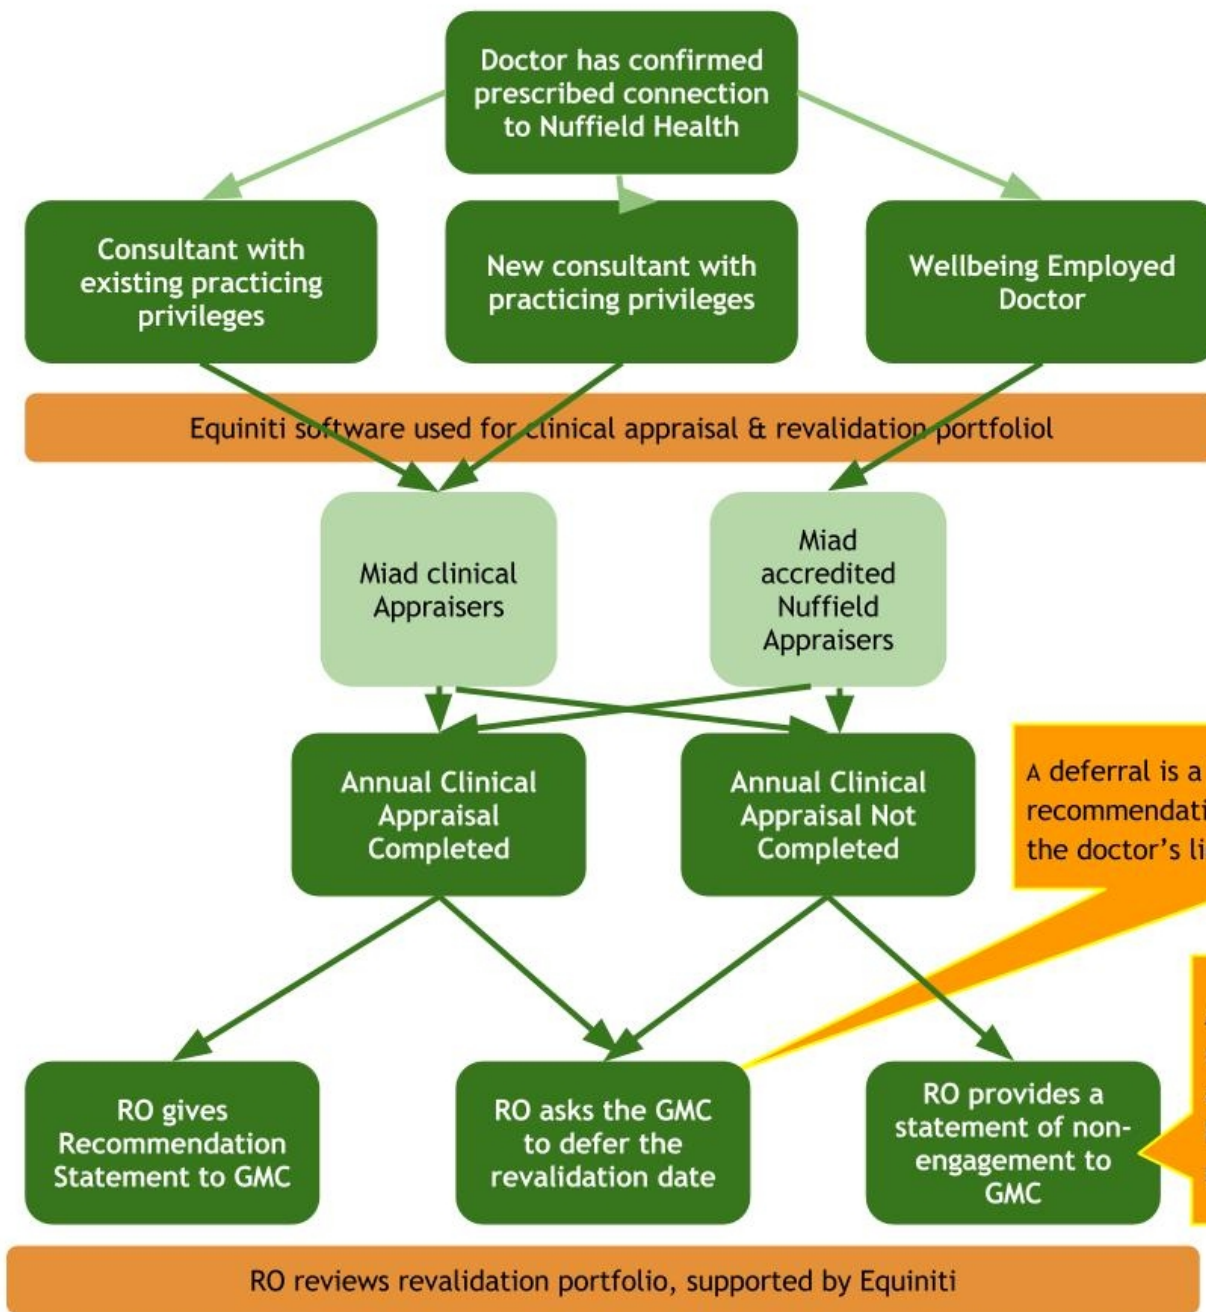 Doctor has confirmed
prescribed connection
to Nuffield Health
Consultant with
existing practicing
privileges
New consultant with
practicing privileges
Wellbeing Employed
Doctor
Equiniti software used for clinical appraisal & revalidation portfoliol
Miad clinical
Appraisers
Miad
accredited
Nuffield
Appraisers
Annual Clinical
Appraisal
Completed
Annual Clinical
Appraisal Not
Completed
A deferral is a
recommendati
the doctor's li
RO gives
Recommendation
Statement to GMC
RO asks the GMC
to defer the
revalidation date
RO provides a
statement of non-
engagement to
GMC
RO reviews revalidation portfolio, supported by Equiniti